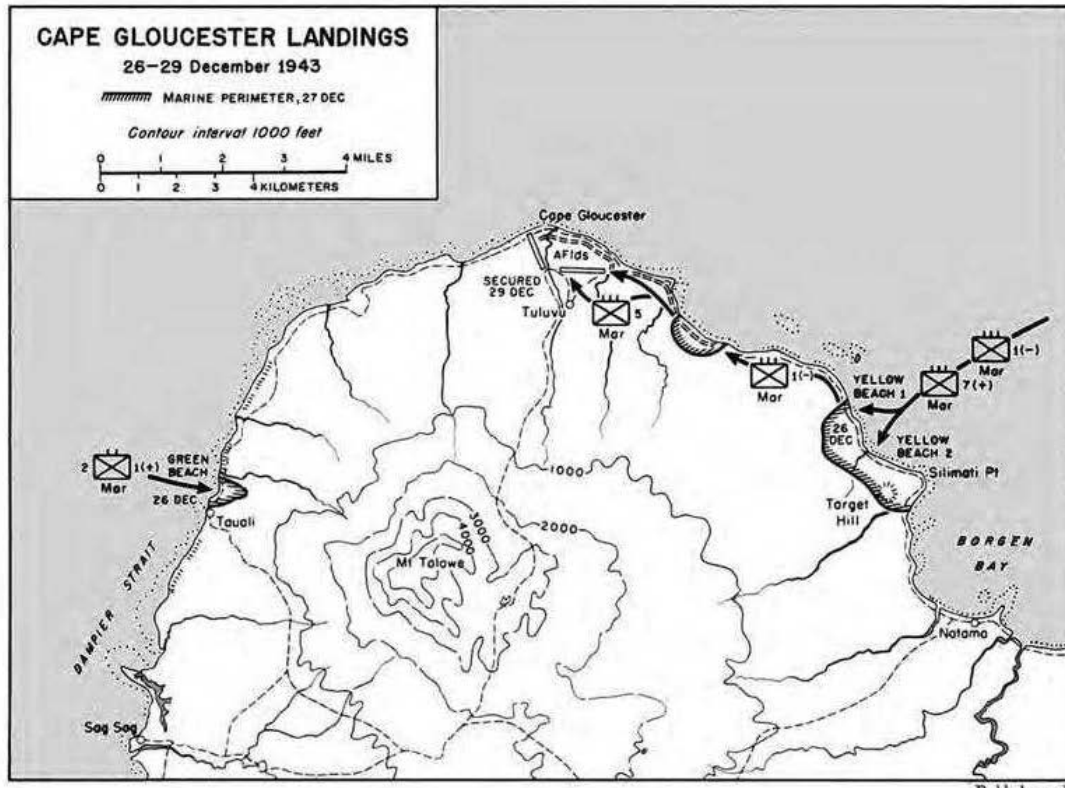 CAPE GLOUCESTER LANDINGS
26–29 December 1943
MARINE PERIMETER, 27 DEC
Contour interval 1000 feet
0 1 2 3 4 MILES
0 1 2 3 4 KILOMETERS
Cape Gloucester
AFlds
SECURED
29 DEC
Tuluvu
5
Mar
1(-)
Mar
1(-)
Mar
7(+)
Mar
YELLOW
BEACH 1
YELLOW
BEACH 2
26
DEC
Silimati Pt
Target
Hill
BORGEN
BAY
Natamo
GREEN
BEACH
2 1(+)
Mar
26 DEC
Tauali
1000
2000
3000
4000
Mt Talawe
DAMPIER STRAIT
Sag Sag